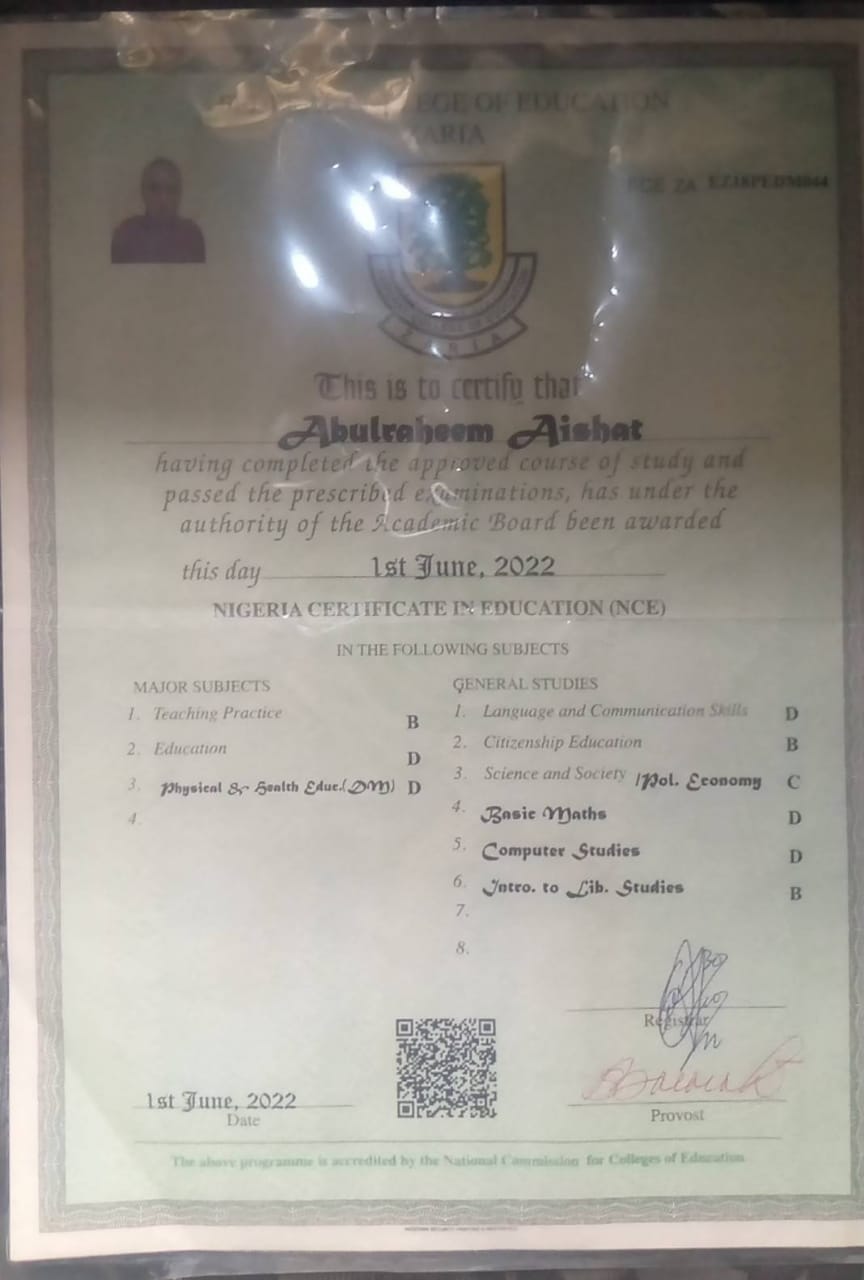 EGE OF EDUCATION
ZARIA
FCE ZA EZ18PEDM044
ZARIA
This is to certify that
Abulraheem Aishat
having completed the approved course of study and
passed the prescribed examinations, has under the
authority of the Academic Board been awarded
this day 1st June, 2022
NIGERIA CERTIFICATE IN EDUCATION (NCE)
IN THE FOLLOWING SUBJECTS
MAJOR SUBJECTS
1. Teaching Practice B
2. Education D
3. Physical & Health Educ.(DM) D
4.
GENERAL STUDIES
1. Language and Communication Skills D
2. Citizenship Education B
3. Science and Society /Pol. Economy C
4. Basic Maths D
5. Computer Studies D
6. Intro. to Lib. Studies B
7.
8.
Registrar
1st June, 2022
Date
Provost
The above programme is accredited by the National Commission for Colleges of Education